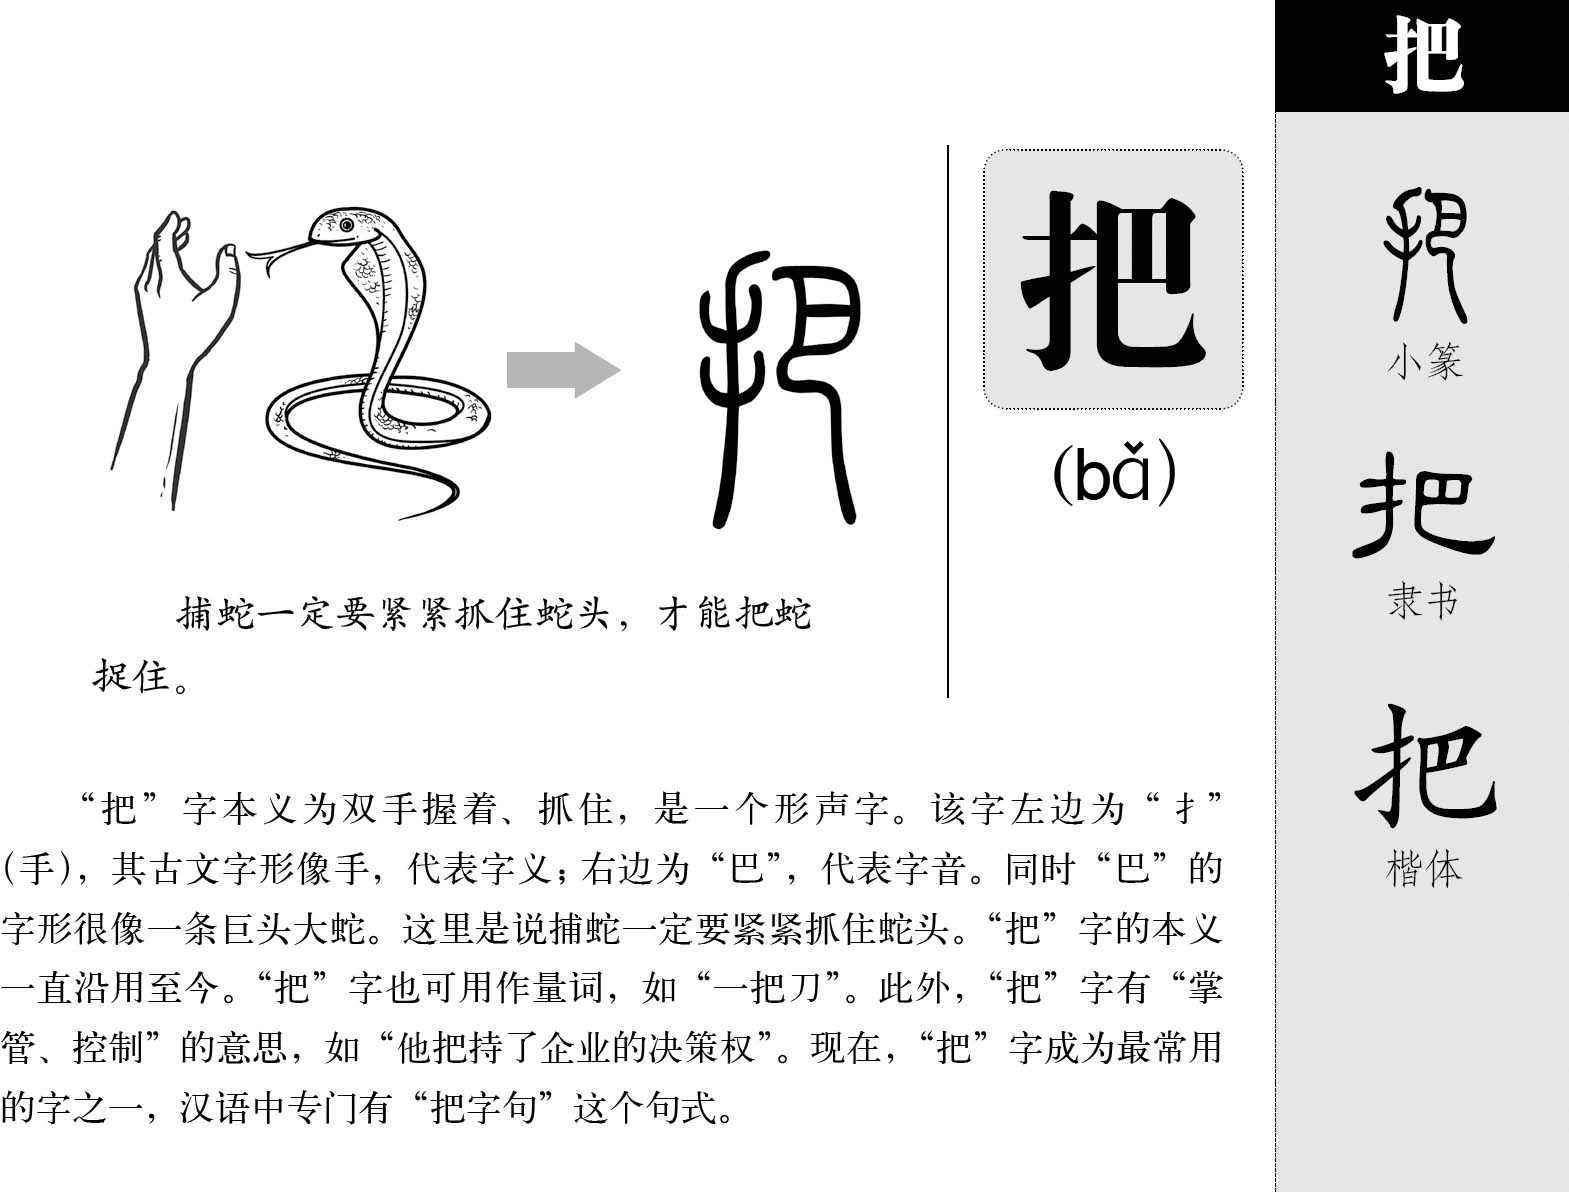 把
把
(bǎ)
捕蛇一定要紧紧抓住蛇头，才能把蛇
捉住。
“把”字本义为双手握着、抓住，是一个形声字。该字左边为“扌”
（手），其古文字形像手，代表字义；右边为“巴”，代表字音。同时“巴”的
字形很像一条巨头大蛇。这里是说捕蛇一定要紧紧抓住蛇头。“把”字的本义
一直沿用至今。“把”字也可用作量词，如“一把刀”。此外，“把”字有“掌
管、控制”的意思，如“他把持了企业的决策权”。现在，“把”字成为最常用
的字之一，汉语中专门有“把字句”这个句式。
把
把
小篆
把
隶书
把
楷体